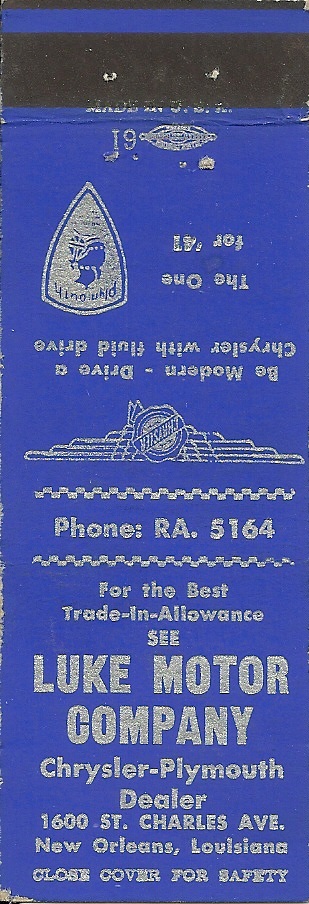 MADE IN U. S. A.
61
Plymouth
The One
for '41
Be Modern - Drive a
Chrysler with fluid drive
CHRYSLER
Phone: RA. 5164
For the Best
Trade-In-Allowance
SEE
LUKE MOTOR
COMPANY
Chrysler-Plymouth
Dealer
1600 ST. CHARLES AVE.
New Orleans, Louisiana
CLOSE COVER FOR SAFETY